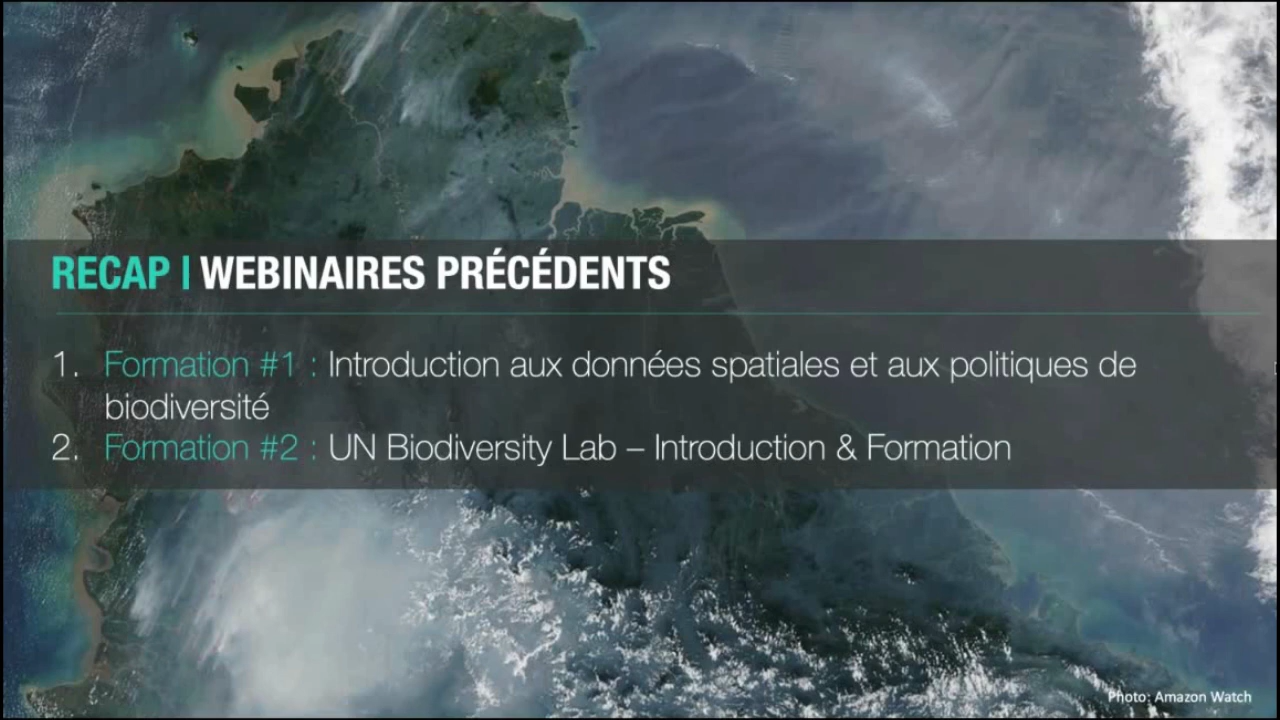 RECAP | WEBINAIRES PRÉCÉDENTS
1. Formation #1 : Introduction aux données spatiales et aux politiques de
biodiversité
2. Formation #2 : UN Biodiversity Lab – Introduction & Formation
Photo: Amazon Watch